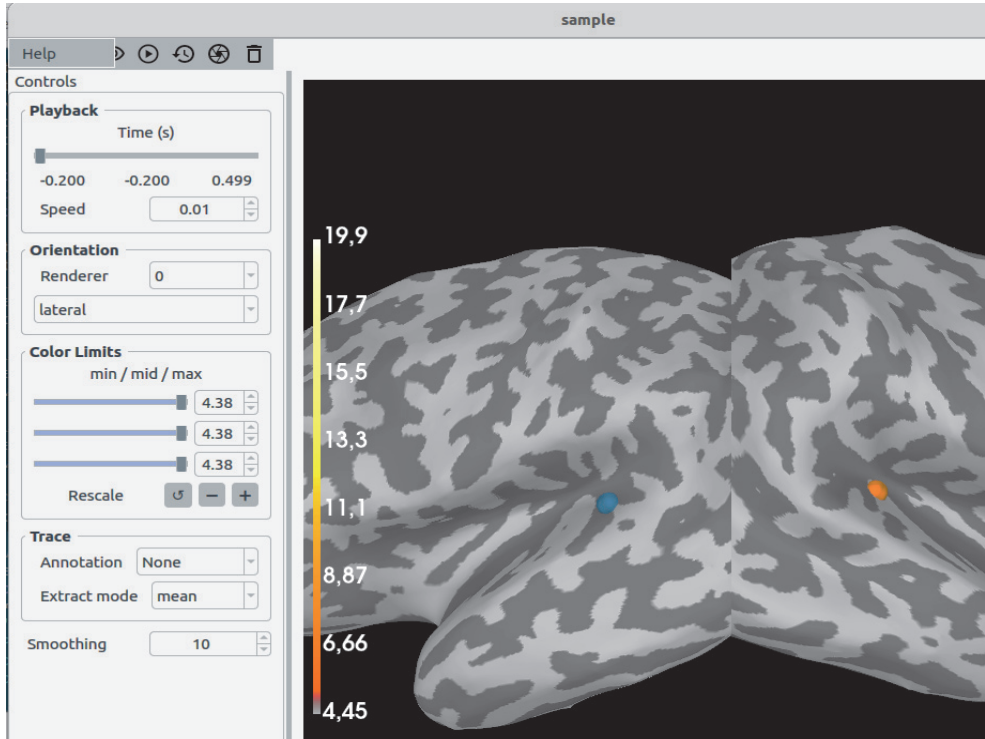 sample
Help
Controls
Playback
Time (s)
-0.200 -0.200 0.499
Speed 0.01
Orientation
Renderer 0
lateral
Color Limits
min / mid / max
4.38
4.38
4.38
Rescale
Trace
Annotation None
Extract mode mean
Smoothing 10
19,9
17,7
15,5
13,3
11,1
8,87
6,66
4,45